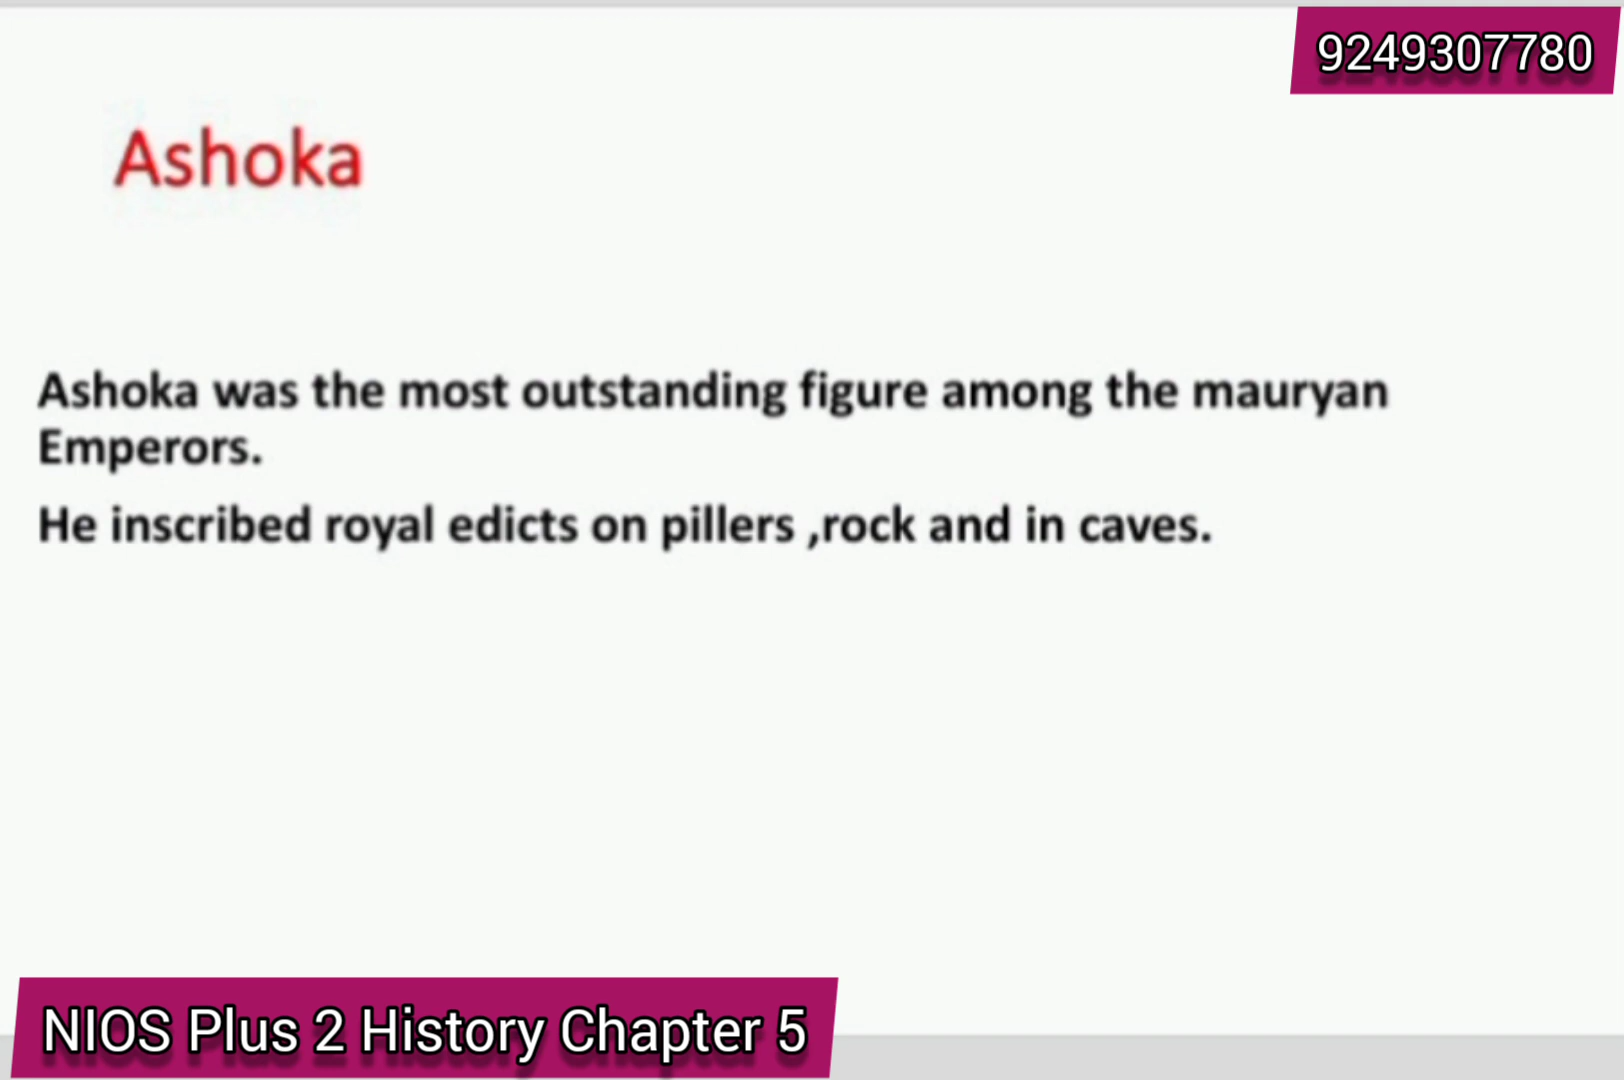 9249307780
Ashoka
Ashoka was the most outstanding figure among the mauryan
Emperors.
He inscribed royal edicts on pillers ,rock and in caves.
NIOS Plus 2 History Chapter 5